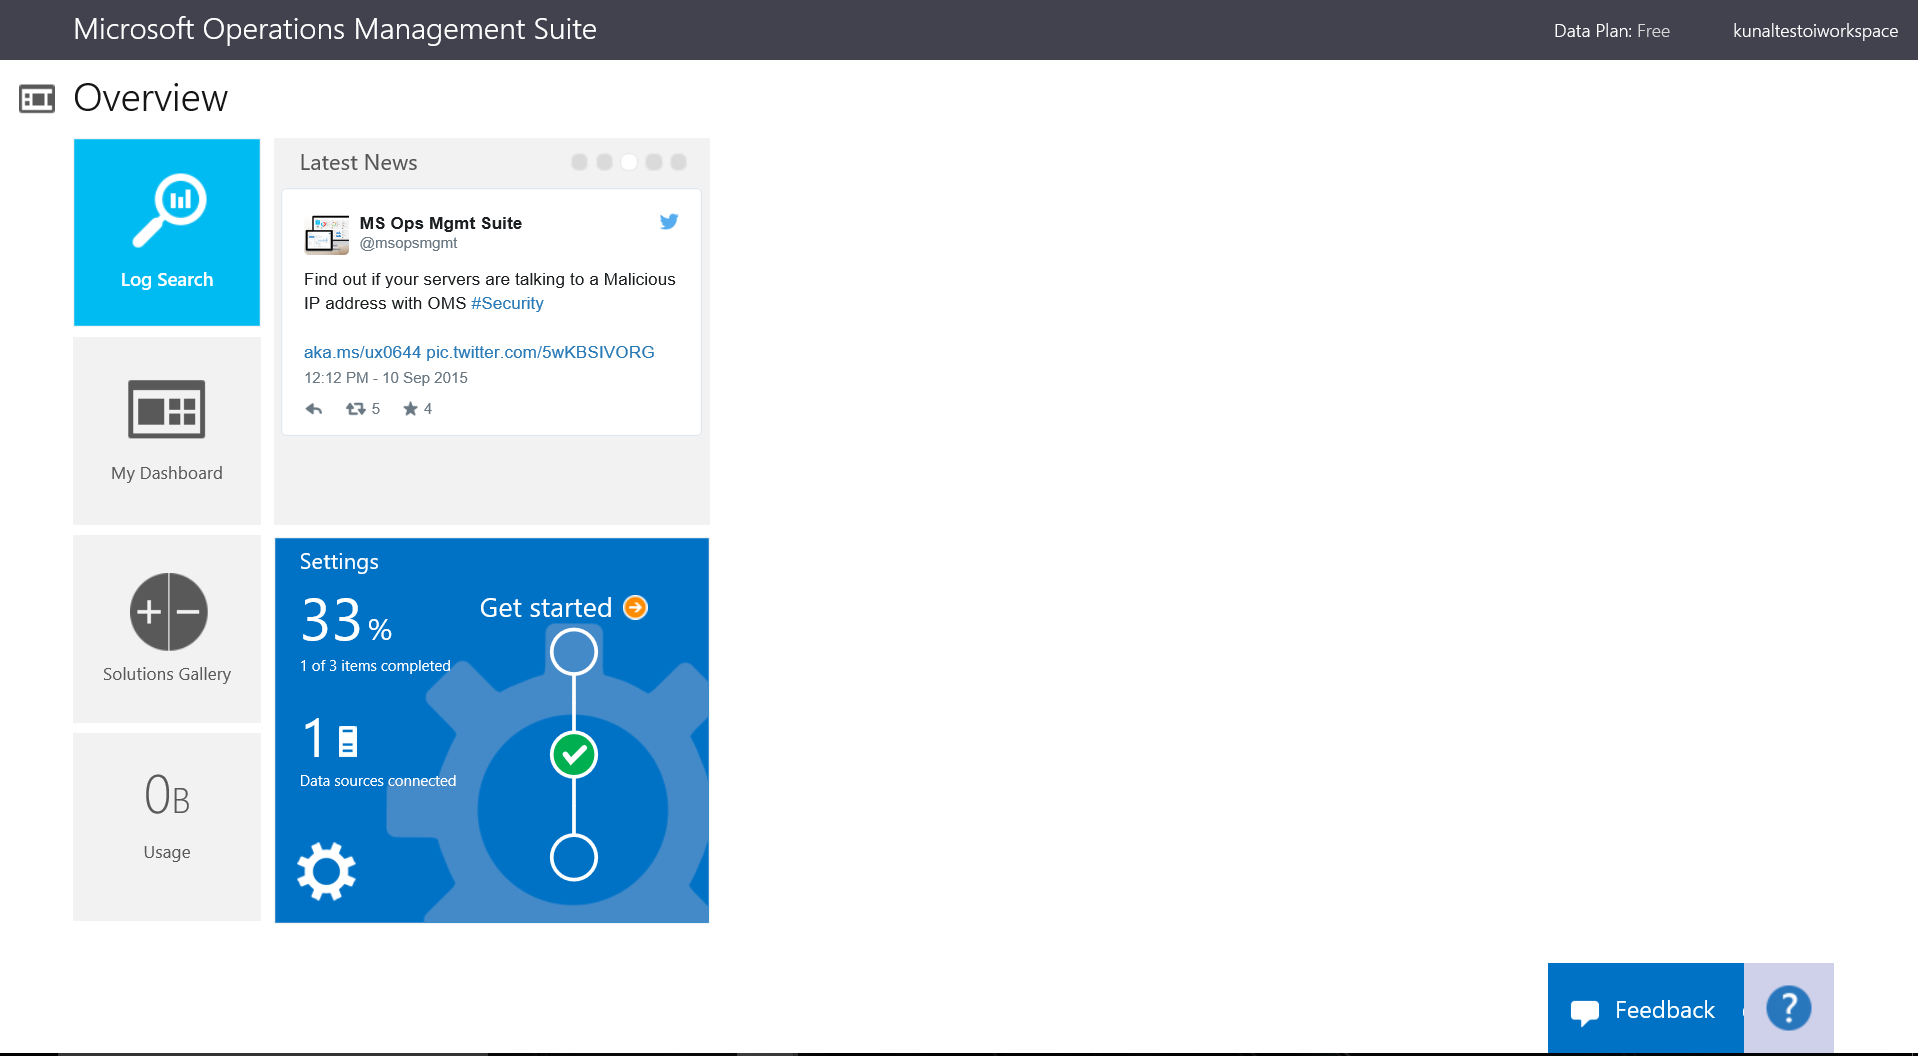 Microsoft Operations Management Suite
Data Plan: Free
kunaltestoiworkspace
Overview
Log Search
My Dashboard
Solutions Gallery
0B
Usage
Latest News
MS Ops Mgmt Suite
@msopsmgmt
Find out if your servers are talking to a Malicious
IP address with OMS #Security
aka.ms/ux0644 pic.twitter.com/5wKBSIVORG
12:12 PM - 10 Sep 2015
5 4
Settings
33 %
1 of 3 items completed
1
Data sources connected
Get started
Feedback
?